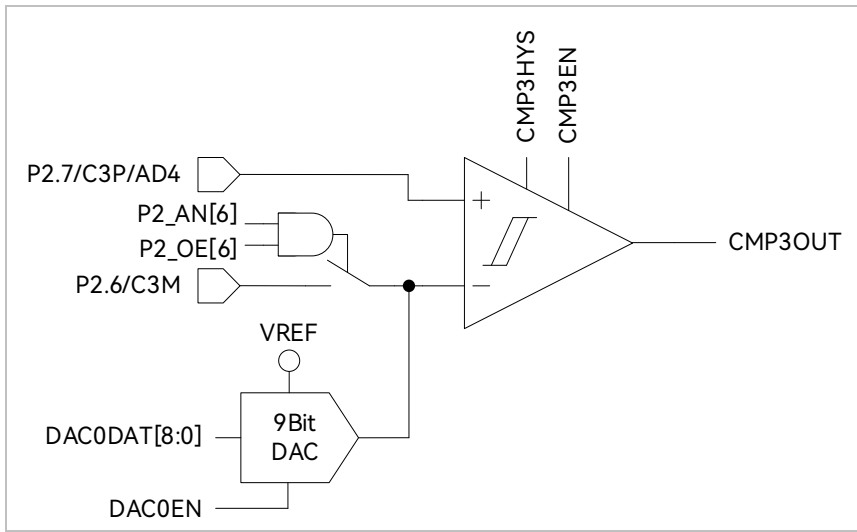 CMP3HYS
CMP3EN
P2.7/C3P/AD4
P2_AN[6]
P2_OE[6]
P2.6/C3M
+
−
CMP3OUT
VREF
DAC0DAT[8:0]
9Bit
DAC
DAC0EN